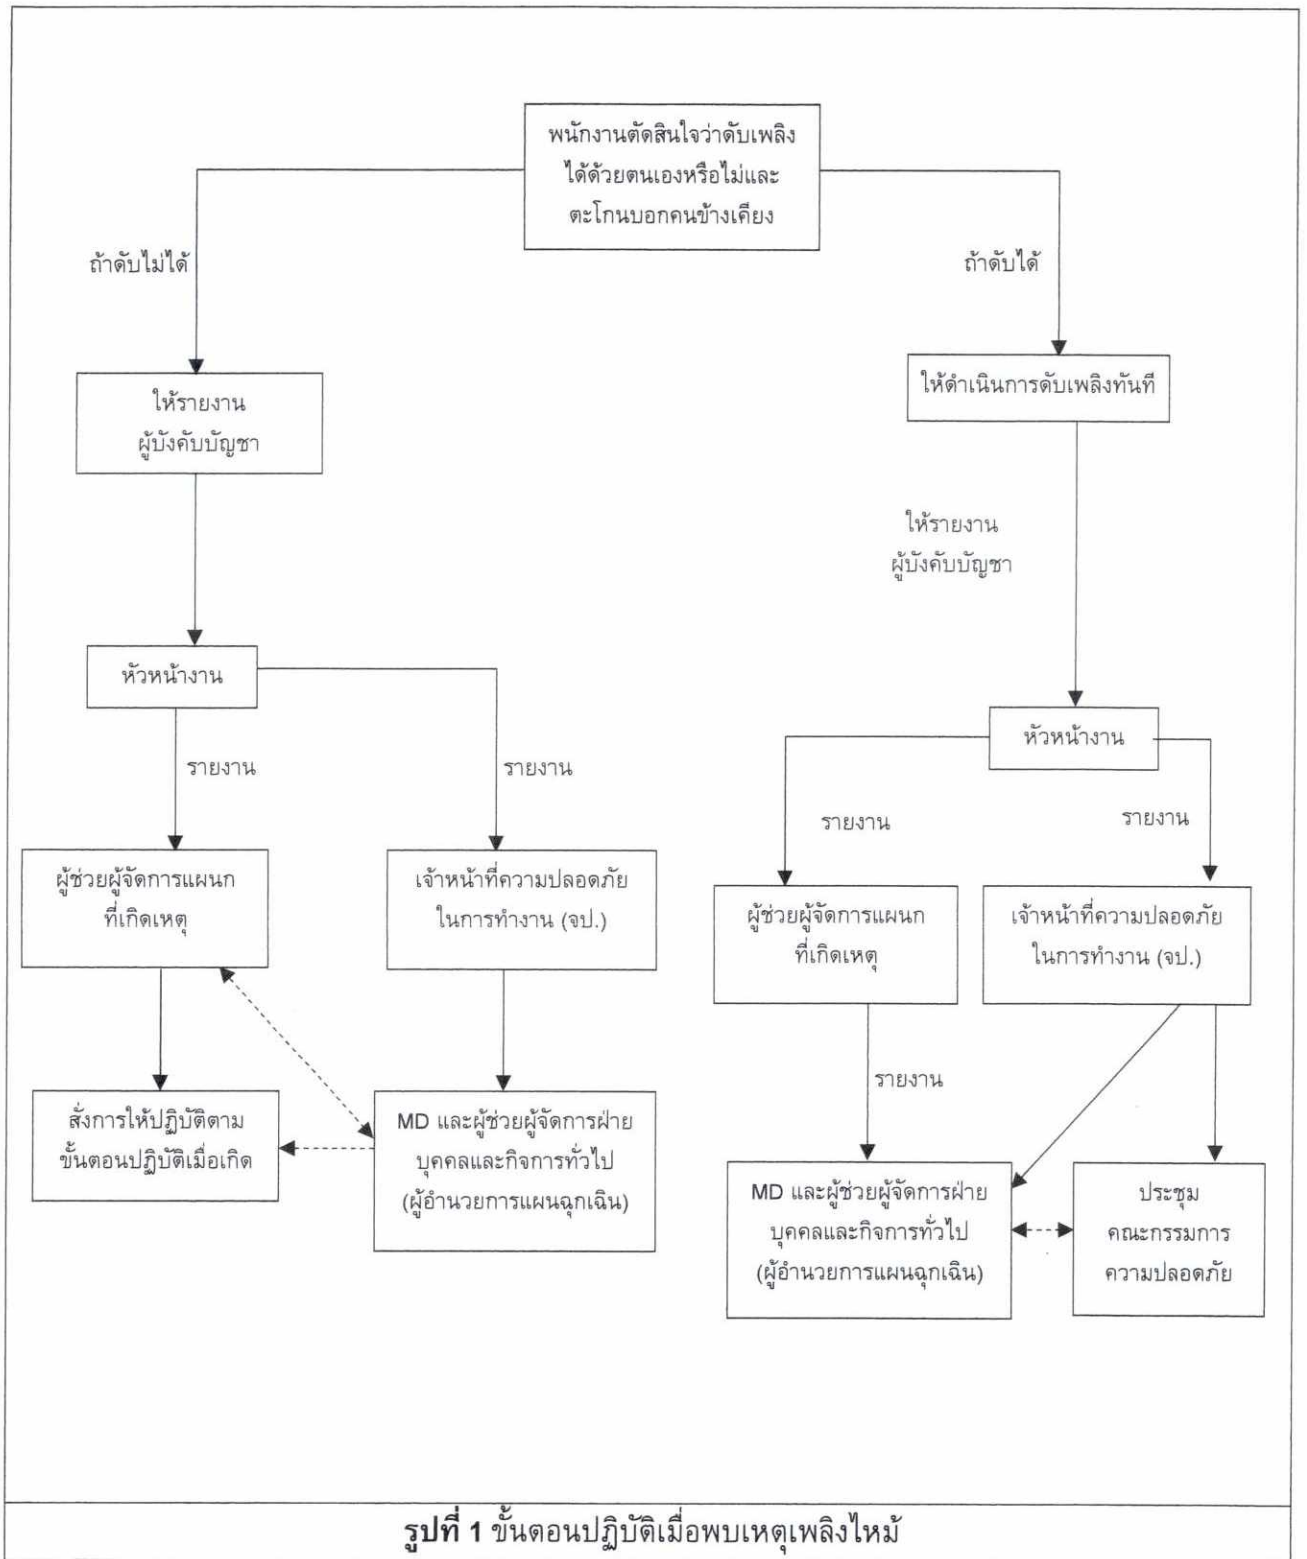 พนักงานตัดสินใจว่าดับเพลิง
ได้ด้วยตนเองหรือไม่และ
ตะโกนบอกคนข้างเคียง
ถ้าดับไม่ได้
ถ้าดับได้
ให้รายงาน
ผู้บังคับบัญชา
ให้ดำเนินการดับเพลิงทันที
ให้รายงาน
ผู้บังคับบัญชา
หัวหน้างาน
หัวหน้างาน
รายงาน
รายงาน
รายงาน
รายงาน
ผู้ช่วยผู้จัดการแผนก
ที่เกิดเหตุ
เจ้าหน้าที่ความปลอดภัย
ในการทำงาน (จป.)
ผู้ช่วยผู้จัดการแผนก
ที่เกิดเหตุ
เจ้าหน้าที่ความปลอดภัย
ในการทำงาน (จป.)
รายงาน
สั่งการให้ปฏิบัติตาม
ขั้นตอนปฏิบัติเมื่อเกิด
MD และผู้ช่วยผู้จัดการฝ่าย
บุคคลและกิจการทั่วไป
(ผู้อำนวยการแผนฉุกเฉิน)
MD และผู้ช่วยผู้จัดการฝ่าย
บุคคลและกิจการทั่วไป
(ผู้อำนวยการแผนฉุกเฉิน)
ประชุม
คณะกรรมการ
ความปลอดภัย
รูปที่ 1 ขั้นตอนปฏิบัติเมื่อพบเหตุเพลิงไหม้